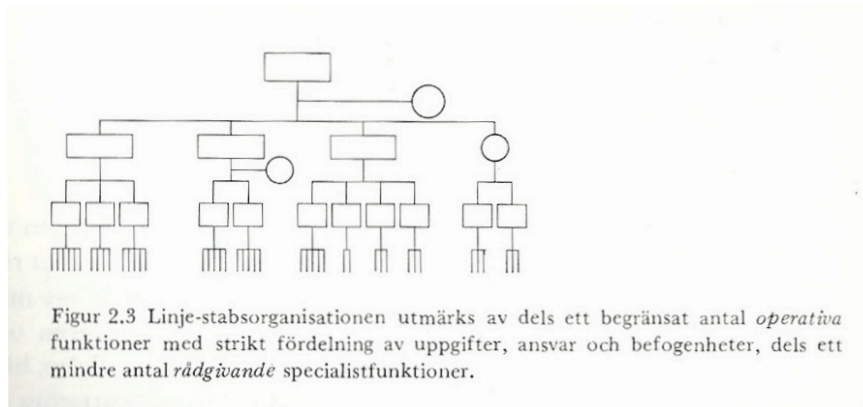 Figur 2.3 Linje-stabsorganisationen utmärks av dels ett begränsat antal operativa
funktioner med strikt fördelning av uppgifter, ansvar och befogenheter, dels ett
mindre antal rådgivande specialistfunktioner.